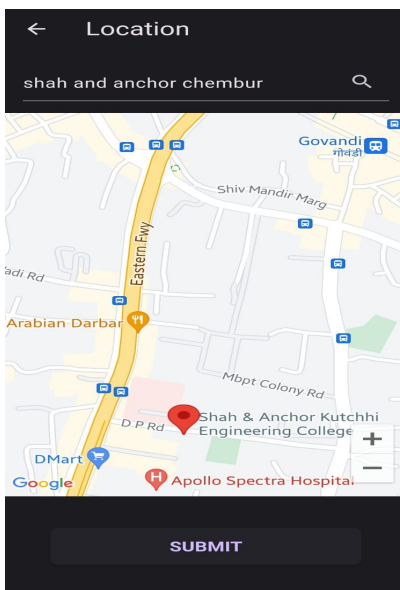 ← Location
shah and anchor chembur
Govandi
गोवंडी
Shiv Mandir Marg
Eastern Fwy
adi Rd
Arabian Darbar
Mbpt Colony Rd
Shah & Anchor Kutchhi
Engineering College
D P Rd
+
DMart
−
Google
H
Apollo Spectra Hospital
SUBMIT